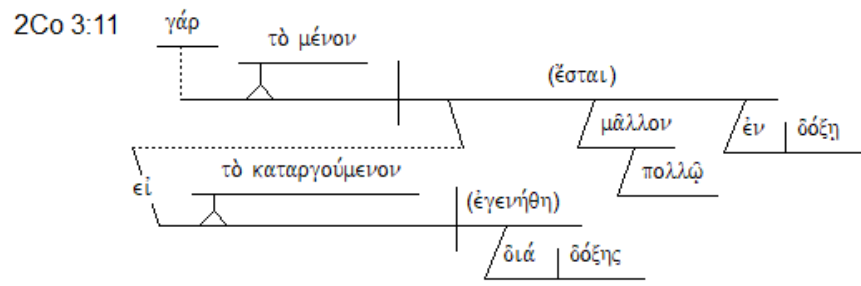 2Co 3:11
γάρ
τὸ μένον
(ἔσται)
μᾶλλον
ἐν δόξῃ
πολλῷ
εἰ
τὸ καταργούμενον
(ἐγενήθη)
διά δόξης